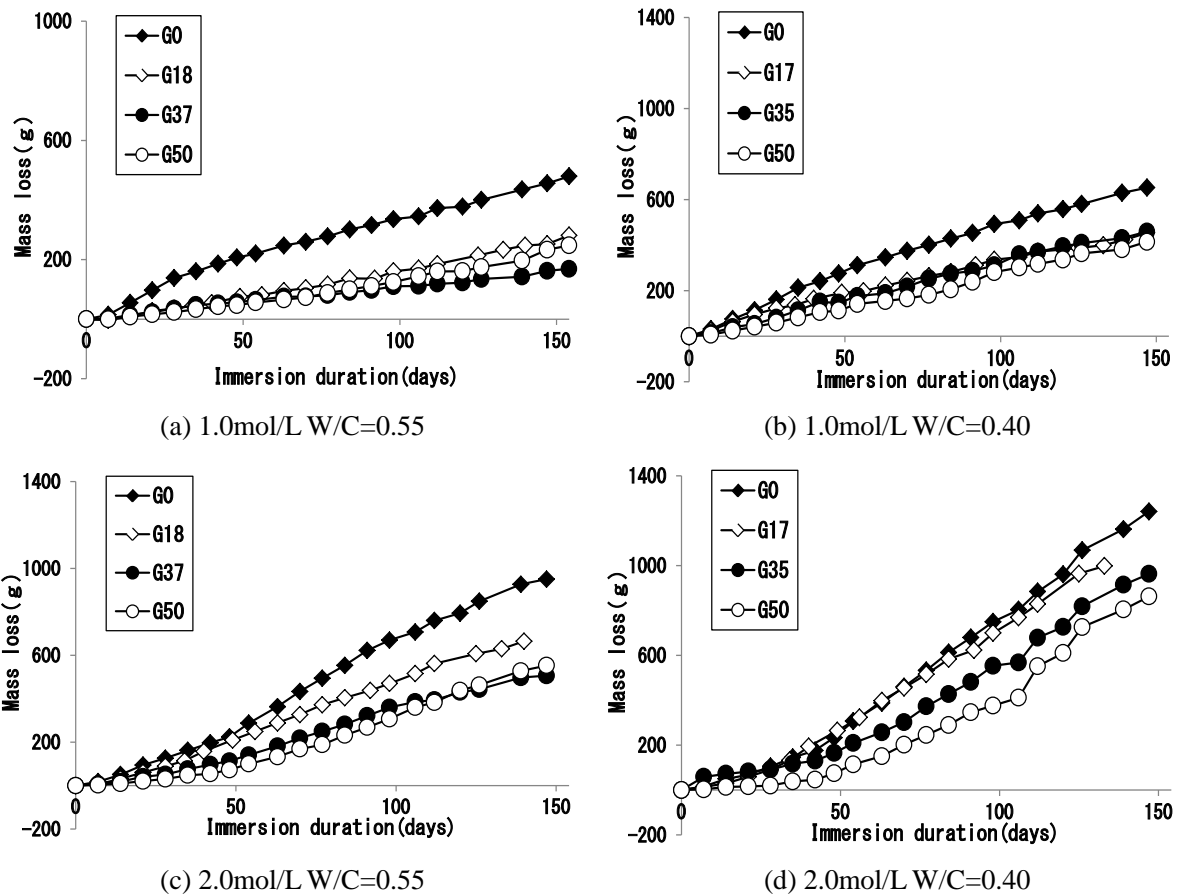 1000
600
200
-200
Mass loss(g)
G0
G18
G37
G50
0 50 100 150
Immersion duration(days)
(a) 1.0mol/L W/C=0.55
1400
1000
600
200
-200
Mass loss(g)
G0
G17
G35
G50
0 50 100 150
Immersion duration(days)
(b) 1.0mol/L W/C=0.40
1400
1000
600
200
-200
Mass loss(g)
G0
G18
G37
G50
0 50 100 150
Immersion duration(days)
(c) 2.0mol/L W/C=0.55
1400
1000
600
200
-200
Mass loss(g)
G0
G17
G35
G50
0 50 100 150
Immersion duration(days)
(d) 2.0mol/L W/C=0.40